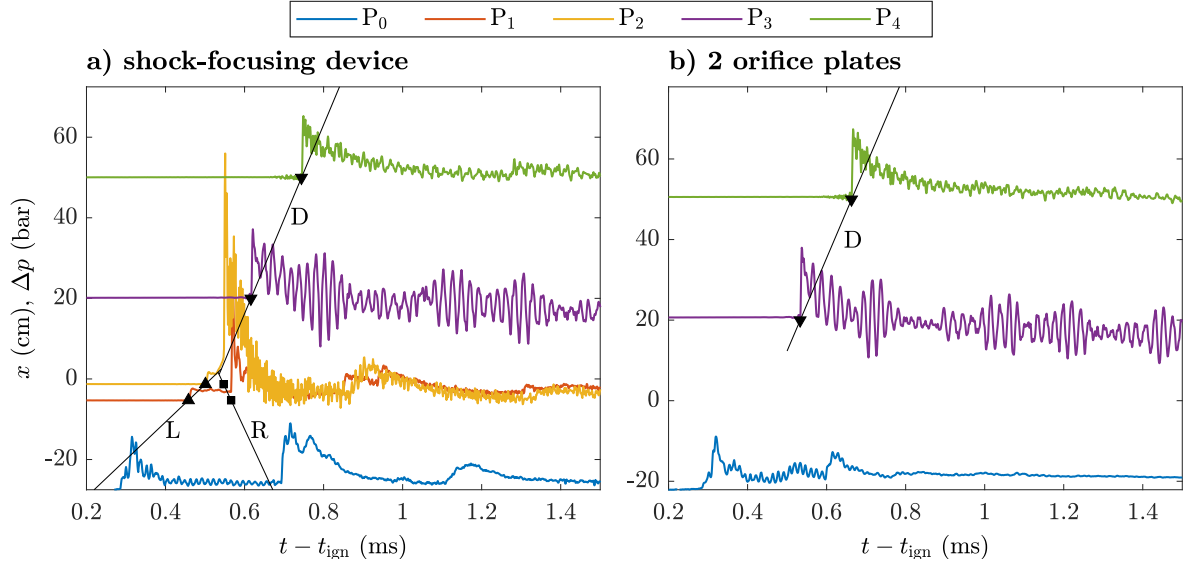 P0 P1 P2 P3 P4
a) shock-focusing device
b) 2 orifice plates
x (cm), Δp (bar)
60
40
20
0
-20
D
L
R
0.2 0.4 0.6 0.8 1 1.2 1.4
t − tign (ms)
60
40
20
0
-20
D
0.2 0.4 0.6 0.8 1 1.2 1.4
t − tign (ms)